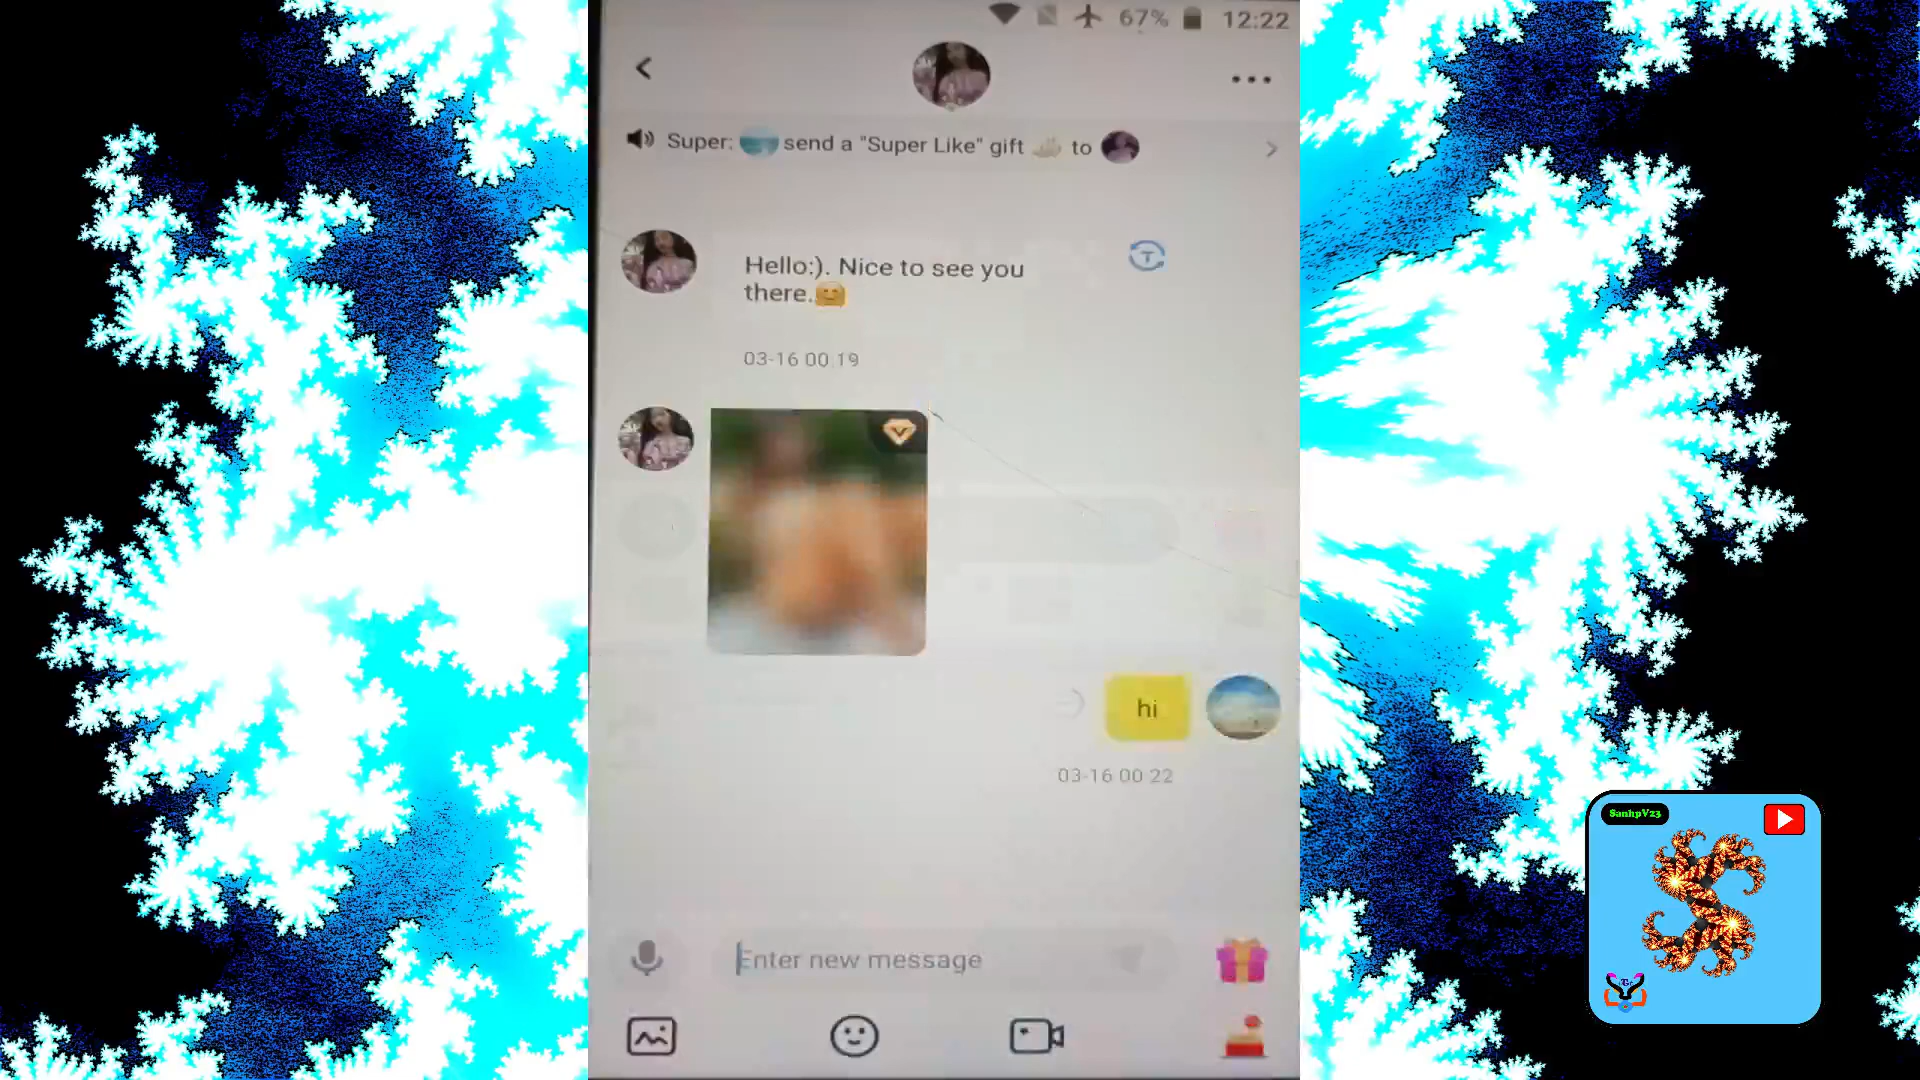 67% 12:22
Super: send a "Super Like" gift to
Hello:). Nice to see you
there.😊
03-16 00:19
hi
03-16 00 22
Enter new message
SanhpV23